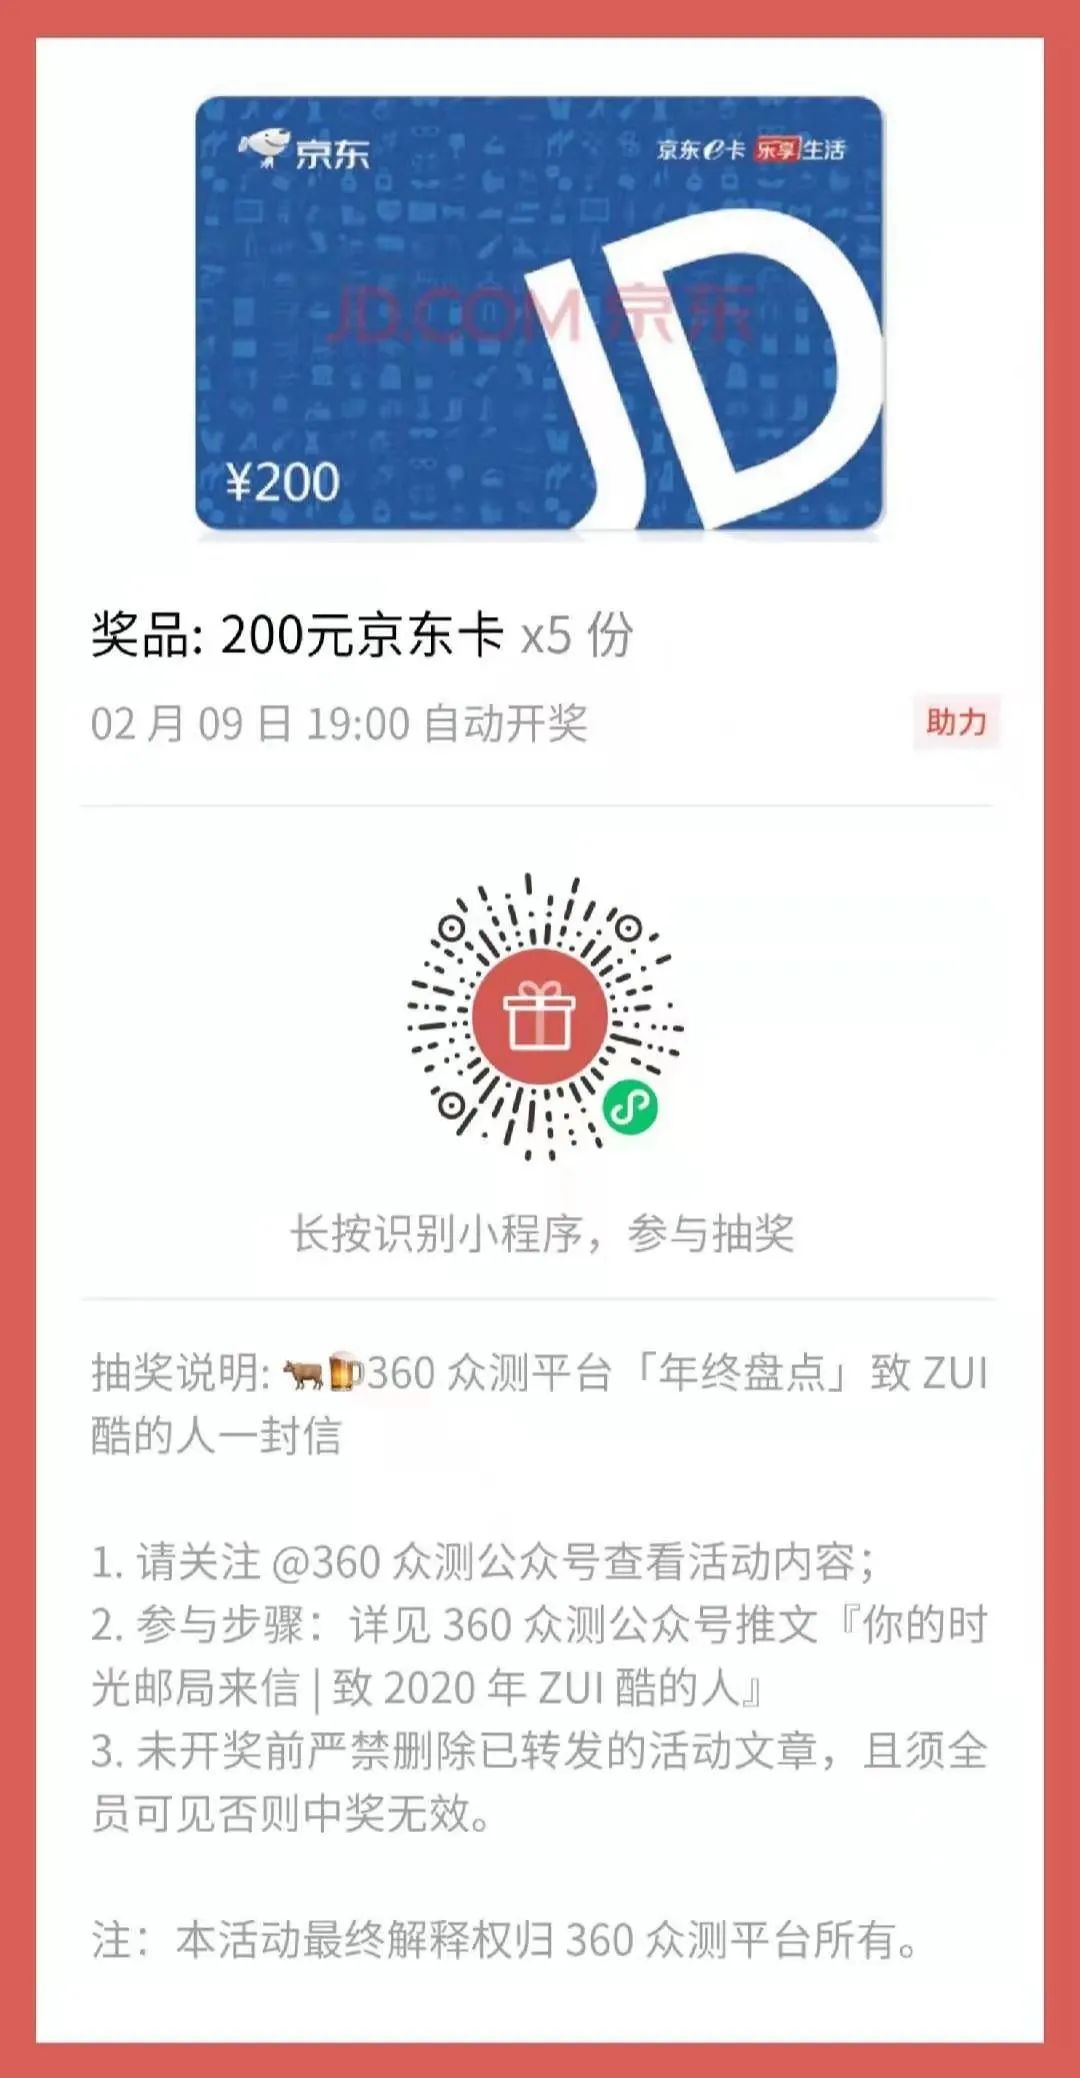 京东
京东e卡 乐享生活
JD
JD.COM 京东
¥200
奖品: 200元京东卡 x5 份
02 月 09 日 19:00 自动开奖
助力
长按识别小程序，参与抽奖
抽奖说明: 🐂🍺360 众测平台「年终盘点」致 ZUI
酷的人一封信
1. 请关注 @360 众测公众号查看活动内容；
2. 参与步骤：详见 360 众测公众号推文『你的时
光邮局来信 | 致 2020 年 ZUI 酷的人』
3. 未开奖前严禁删除已转发的活动文章，且须全
员可见否则中奖无效。
注：本活动最终解释权归 360 众测平台所有。